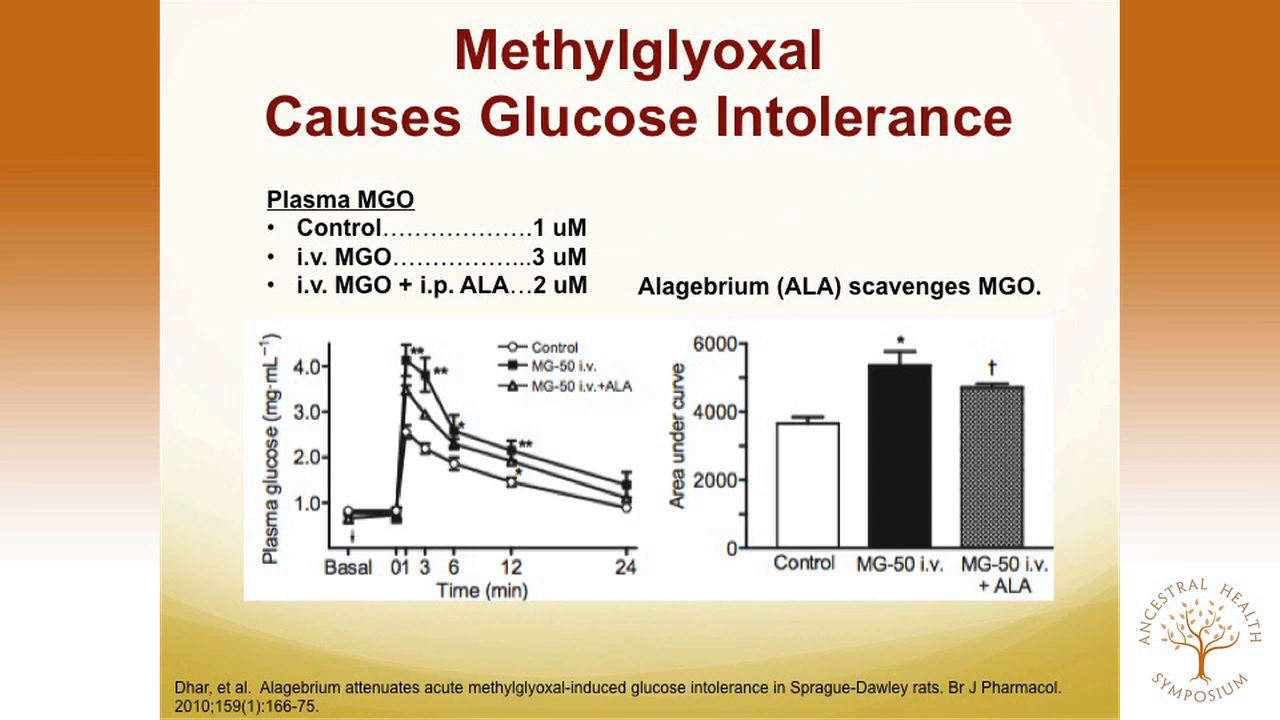 Methylglyoxal
Causes Glucose Intolerance
Plasma MGO
• Control……………….1 uM
• i.v. MGO……………...3 uM
• i.v. MGO + i.p. ALA…2 uM
Alagebrium (ALA) scavenges MGO.
Plasma glucose (mg·mL⁻¹)
4.0
3.0
2.0
1.0
** ** * ** *
Control
MG-50 i.v.
MG-50 i.v.+ALA
Basal 0 1 3 6 12 24
Time (min)
Area under curve
6000
4000
2000
0
* †
Control MG-50 i.v. MG-50 i.v.
+ ALA
Dhar, et al. Alagebrium attenuates acute methylglyoxal-induced glucose intolerance in Sprague-Dawley rats. Br J Pharmacol.
2010;159(1):166-75.
ANCESTRAL HEALTH
SYMPOSIUM